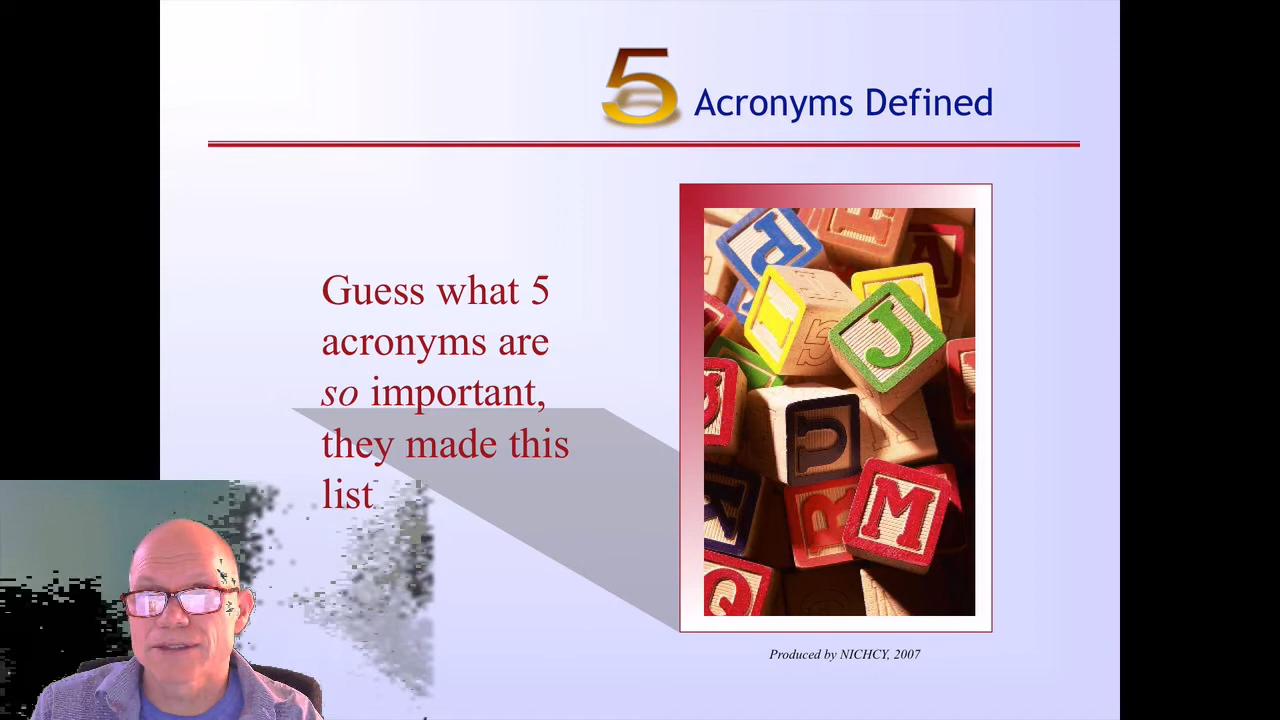 5 Acronyms Defined
Guess what 5
acronyms are
so important,
they made this
list
P
E
A
I
J
U
R
M
Q
Produced by NICHCY, 2007